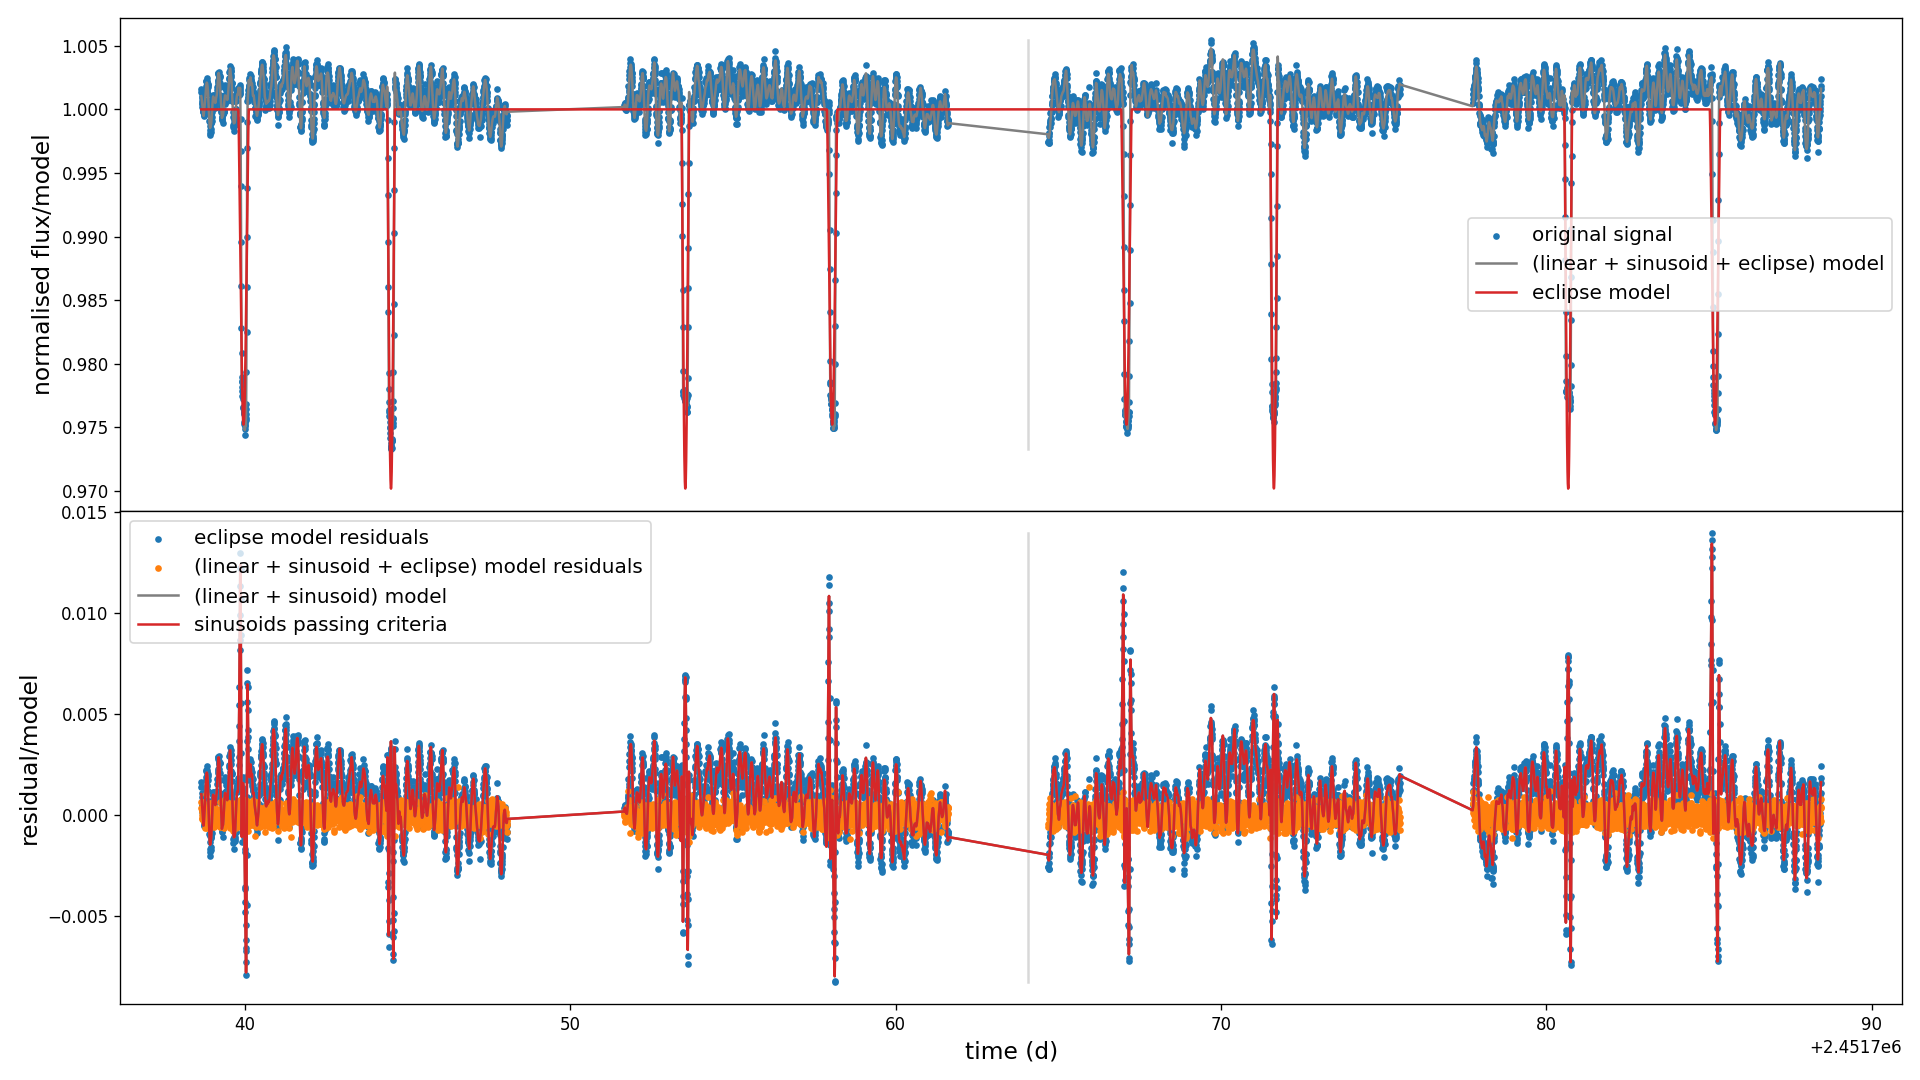 1.005
1.000
0.995
0.990
0.985
0.980
0.975
0.970
normalised flux/model
original signal
(linear + sinusoid + eclipse) model
eclipse model
0.015
0.010
0.005
0.000
−0.005
residual/model
eclipse model residuals
(linear + sinusoid + eclipse) model residuals
(linear + sinusoid) model
sinusoids passing criteria
40 50 60 70 80 90
time (d)
+2.4517e6